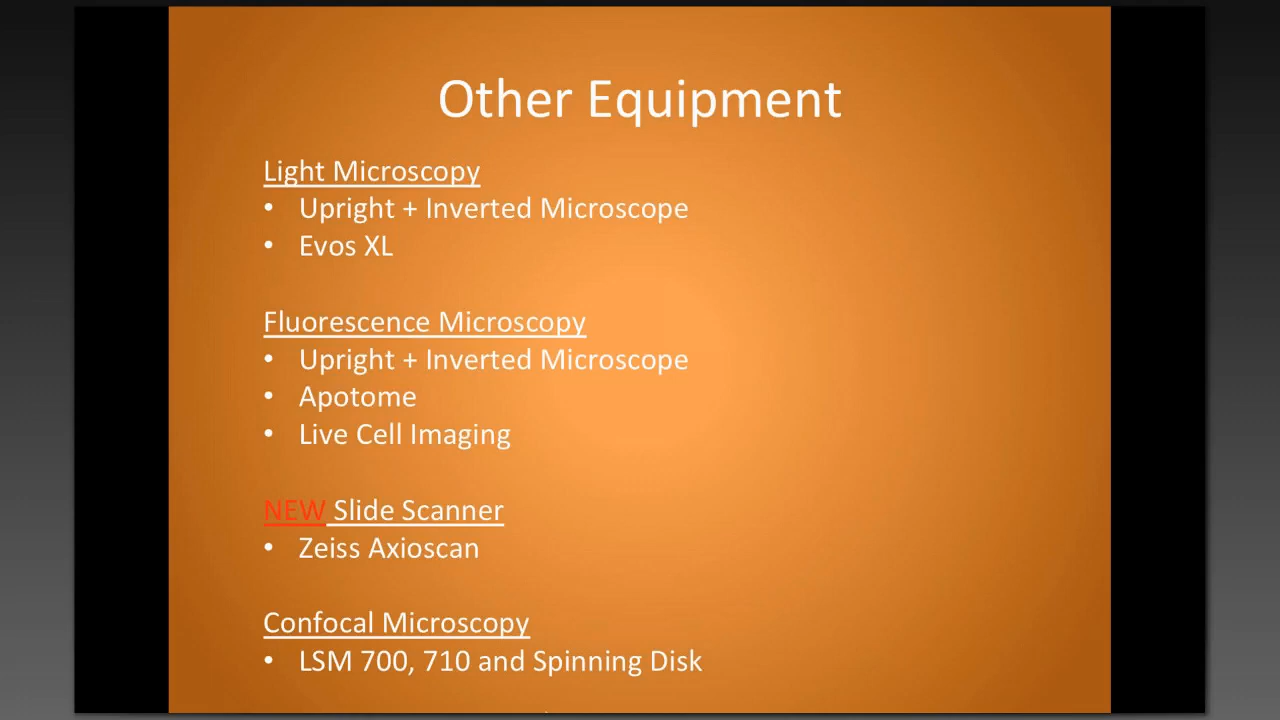 Other Equipment
Light Microscopy
• Upright + Inverted Microscope
• Evos XL
Fluorescence Microscopy
• Upright + Inverted Microscope
• Apotome
• Live Cell Imaging
NEW Slide Scanner
• Zeiss Axioscan
Confocal Microscopy
• LSM 700, 710 and Spinning Disk